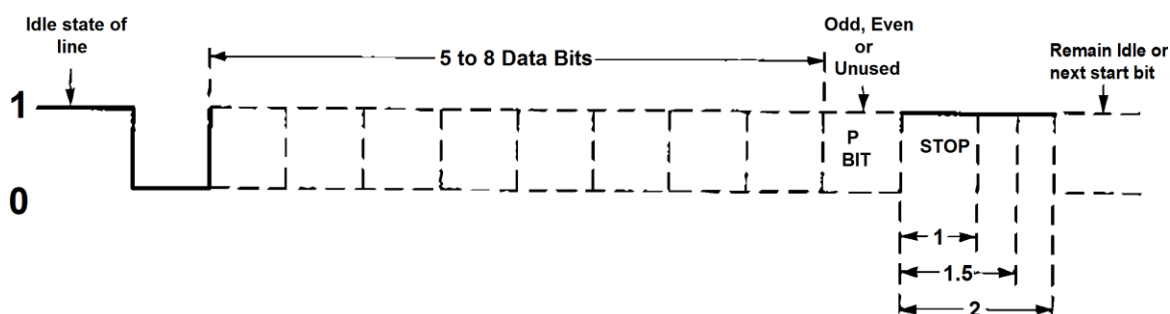 Idle state of
line
5 to 8 Data Bits
Odd, Even
or
Unused
Remain Idle or
next start bit
1
0
P
BIT
STOP
1
1.5
2